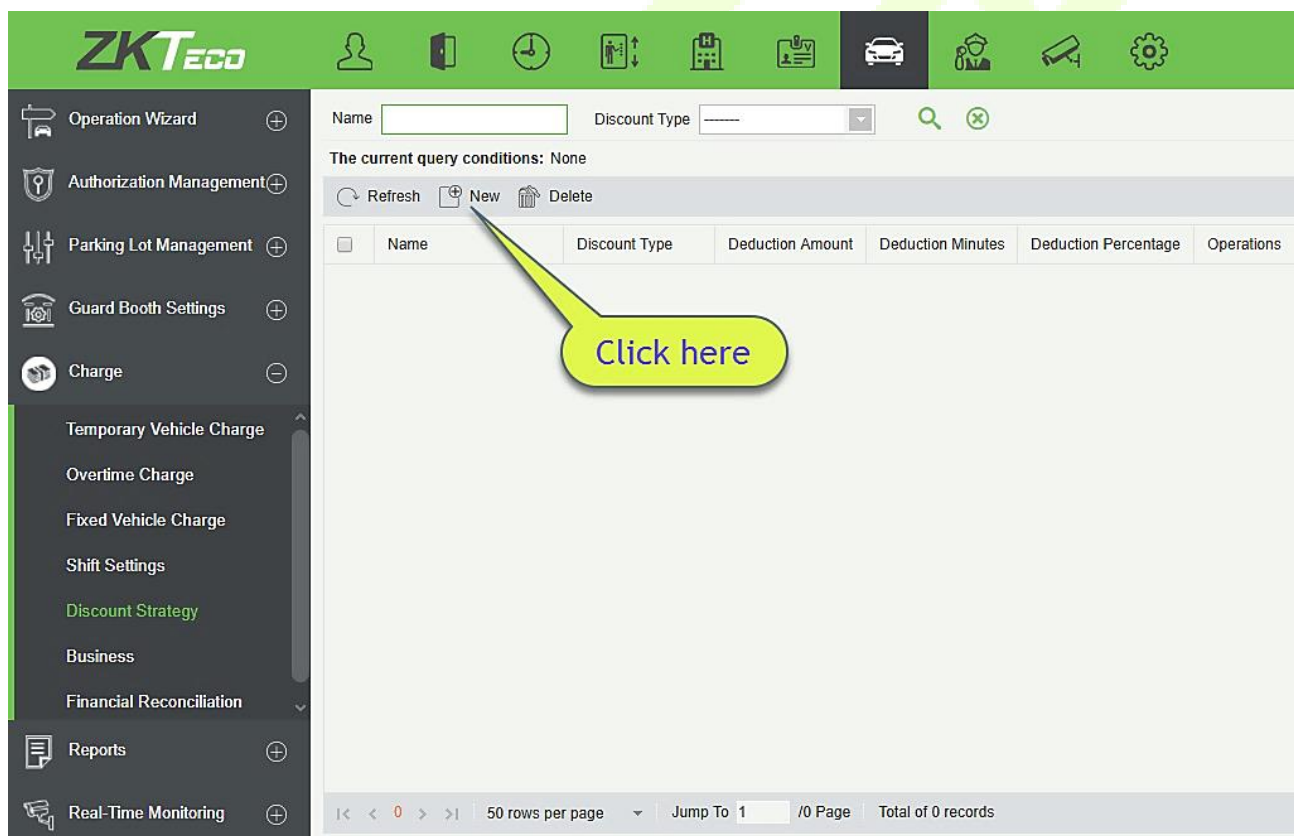 ZKTeco
Operation Wizard
Authorization Management
Parking Lot Management
Guard Booth Settings
Charge
Temporary Vehicle Charge
Overtime Charge
Fixed Vehicle Charge
Shift Settings
Discount Strategy
Business
Financial Reconciliation
Reports
Real-Time Monitoring
Name Discount Type -------
The current query conditions: None
Refresh New Delete
Name Discount Type Deduction Amount Deduction Minutes Deduction Percentage Operations
Click here
|< < 0 > >| 50 rows per page Jump To 1 /0 Page Total of 0 records